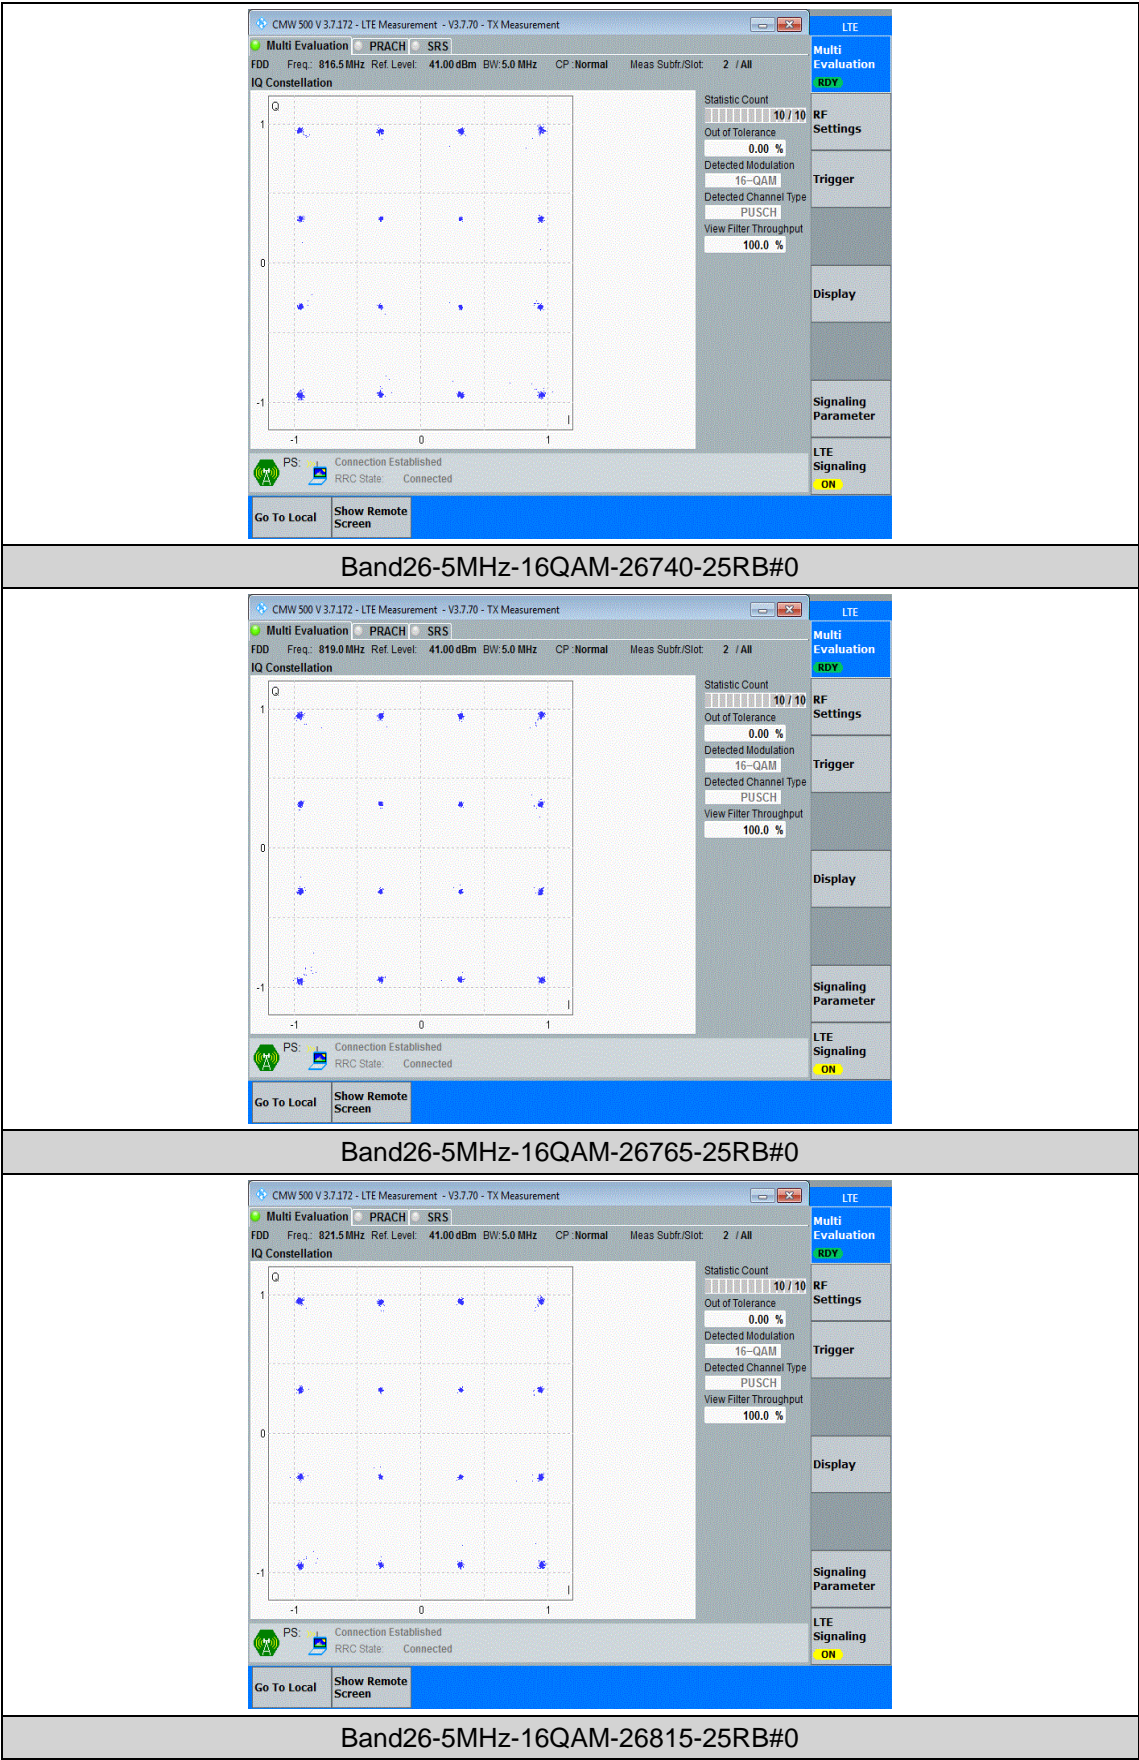 CMW 500 V 3.7.172 - LTE Measurement - V3.7.70 - TX Measurement
LTE
Multi Evaluation PRACH SRS
Multi
Evaluation
RDY
FDD Freq.: 816.5 MHz Ref. Level: 41.00 dBm BW: 5.0 MHz CP : Normal Meas Subfr./Slot: 2 / All
IQ Constellation
Q
1
0
-1
-1 0 1
I
Statistic Count
10 / 10
Out of Tolerance
0.00 %
Detected Modulation
16-QAM
Detected Channel Type
PUSCH
View Filter Throughput
100.0 %
RF
Settings
Trigger
Display
Signaling
Parameter
LTE
Signaling
ON
PS: Connection Established
RRC State: Connected
Go To Local
Show Remote
Screen
Band26-5MHz-16QAM-26740-25RB#0
CMW 500 V 3.7.172 - LTE Measurement - V3.7.70 - TX Measurement
LTE
Multi Evaluation PRACH SRS
Multi
Evaluation
RDY
FDD Freq.: 819.0 MHz Ref. Level: 41.00 dBm BW: 5.0 MHz CP : Normal Meas Subfr./Slot: 2 / All
IQ Constellation
Q
1
0
-1
-1 0 1
I
Statistic Count
10 / 10
Out of Tolerance
0.00 %
Detected Modulation
16-QAM
Detected Channel Type
PUSCH
View Filter Throughput
100.0 %
RF
Settings
Trigger
Display
Signaling
Parameter
LTE
Signaling
ON
PS: Connection Established
RRC State: Connected
Go To Local
Show Remote
Screen
Band26-5MHz-16QAM-26765-25RB#0
CMW 500 V 3.7.172 - LTE Measurement - V3.7.70 - TX Measurement
LTE
Multi Evaluation PRACH SRS
Multi
Evaluation
RDY
FDD Freq.: 821.5 MHz Ref. Level: 41.00 dBm BW: 5.0 MHz CP : Normal Meas Subfr./Slot: 2 / All
IQ Constellation
Q
1
0
-1
-1 0 1
I
Statistic Count
10 / 10
Out of Tolerance
0.00 %
Detected Modulation
16-QAM
Detected Channel Type
PUSCH
View Filter Throughput
100.0 %
RF
Settings
Trigger
Display
Signaling
Parameter
LTE
Signaling
ON
PS: Connection Established
RRC State: Connected
Go To Local
Show Remote
Screen
Band26-5MHz-16QAM-26815-25RB#0